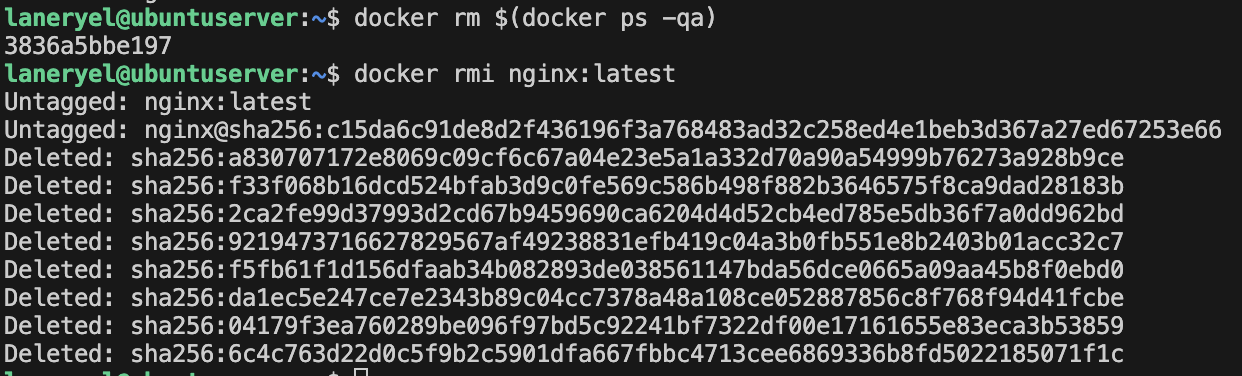 laneryel@ubuntuserver:~$ docker rm $(docker ps -qa)
3836a5bbe197
laneryel@ubuntuserver:~$ docker rmi nginx:latest
Untagged: nginx:latest
Untagged: nginx@sha256:c15da6c91de8d2f436196f3a768483ad32c258ed4e1beb3d367a27ed67253e66
Deleted: sha256:a830707172e8069c09cf6c67a04e23e5a1a332d70a90a54999b76273a928b9ce
Deleted: sha256:f33f068b16dcd524bfab3d9c0fe569c586b498f882b3646575f8ca9dad28183b
Deleted: sha256:2ca2fe99d37993d2cd67b9459690ca6204d4d52cb4ed785e5db36f7a0dd962bd
Deleted: sha256:9219473716627829567af49238831efb419c04a3b0fb551e8b2403b01acc32c7
Deleted: sha256:f5fb61f1d156dfaab34b082893de038561147bda56dce0665a09aa45b8f0ebd0
Deleted: sha256:da1ec5e247ce7e2343b89c04cc7378a48a108ce052887856c8f768f94d41fcbe
Deleted: sha256:04179f3ea760289be096f97bd5c92241bf7322df00e17161655e83eca3b53859
Deleted: sha256:6c4c763d22d0c5f9b2c5901dfa667fbbc4713cee6869336b8fd5022185071f1c